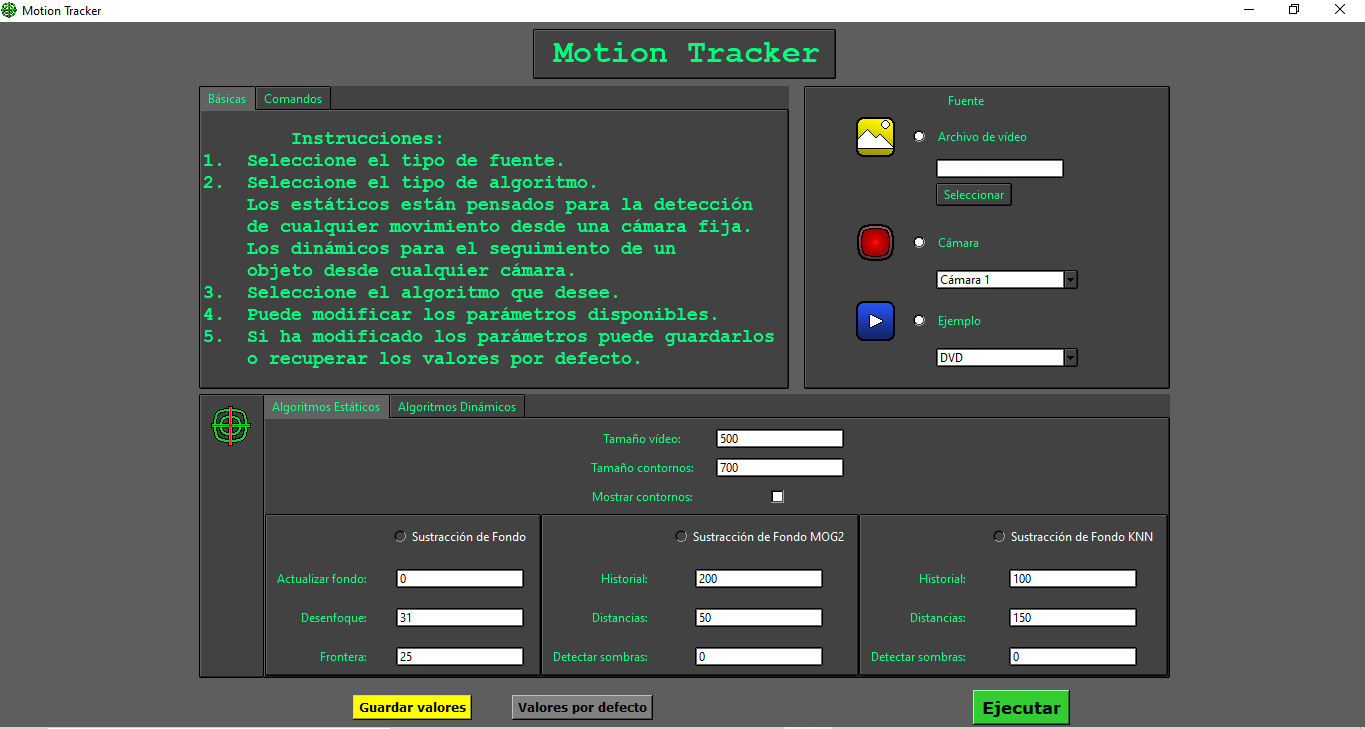 Motion Tracker
Motion Tracker
Básicas Comandos
Instrucciones:
1. Seleccione el tipo de fuente.
2. Seleccione el tipo de algoritmo.
Los estáticos están pensados para la detección
de cualquier movimiento desde una cámara fija.
Los dinámicos para el seguimiento de un
objeto desde cualquier cámara.
3. Seleccione el algoritmo que desee.
4. Puede modificar los parámetros disponibles.
5. Si ha modificado los parámetros puede guardarlos
o recuperar los valores por defecto.
Fuente
Archivo de vídeo
Seleccionar
Cámara
Cámara 1
Ejemplo
DVD
Algoritmos Estáticos Algoritmos Dinámicos
Tamaño vídeo: 500
Tamaño contornos: 700
Mostrar contornos:
Sustracción de Fondo
Actualizar fondo: 0
Desenfoque: 31
Frontera: 25
Sustracción de Fondo MOG2
Historial: 200
Distancias: 50
Detectar sombras: 0
Sustracción de Fondo KNN
Historial: 100
Distancias: 150
Detectar sombras: 0
Guardar valores Valores por defecto Ejecutar